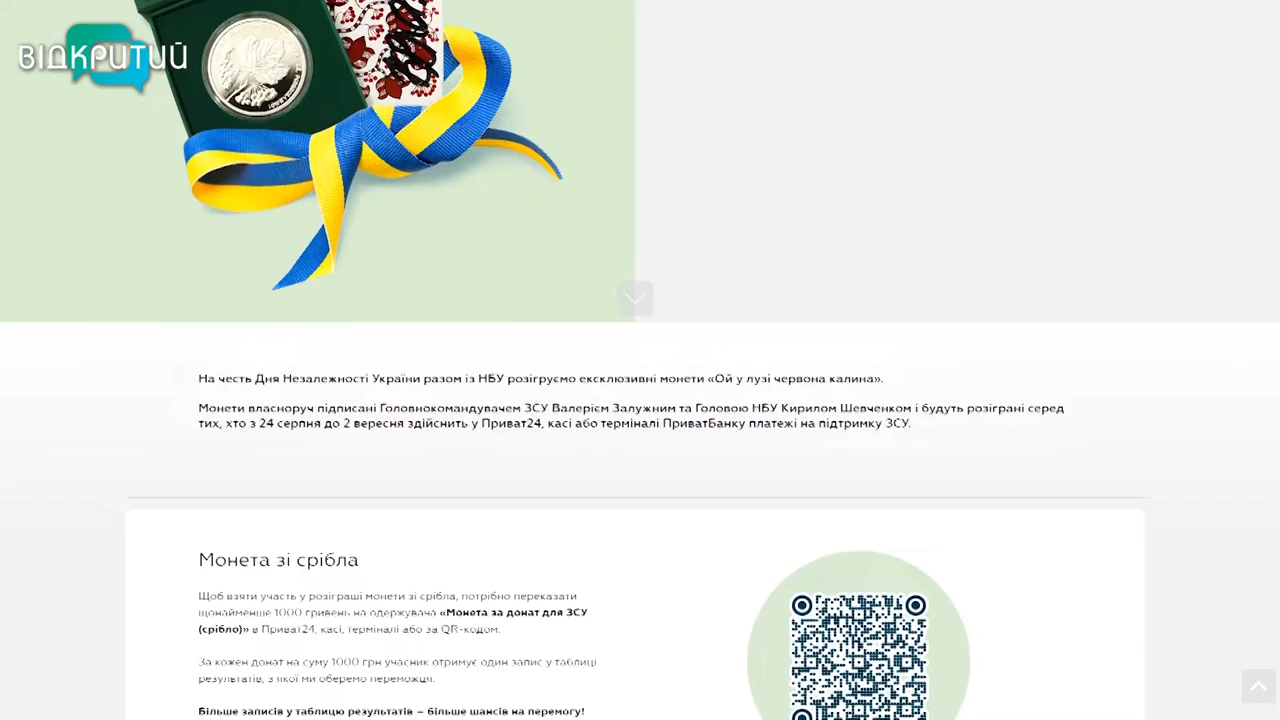 ВІДКРИТИЙ
На честь Дня Незалежності України разом із НБУ розігруємо ексклюзивні монети «Ой у лузі червона калина».
Монети власноруч підписані Головнокомандувачем ЗСУ Валерієм Залужним та Головою НБУ Кирилом Шевченком і будуть розіграні серед
тих, хто з 24 серпня до 2 вересня здійснить у Приват24, касі або терміналі ПриватБанку платежі на підтримку ЗСУ.
Монета зі срібла
Щоб взяти участь у розіграші монети зі срібла, потрібно переказати
щонайменше 1000 гривень на одержувача «Монета за донат для ЗСУ
(срібло)» в Приват24, касі, терміналі або за QR-кодом.
За кожен донат на суму 1000 грн учасник отримує один запис у таблиці
результатів, з якої ми оберемо переможця.
Більше записів у таблицю результатів – більше шансів на перемогу!